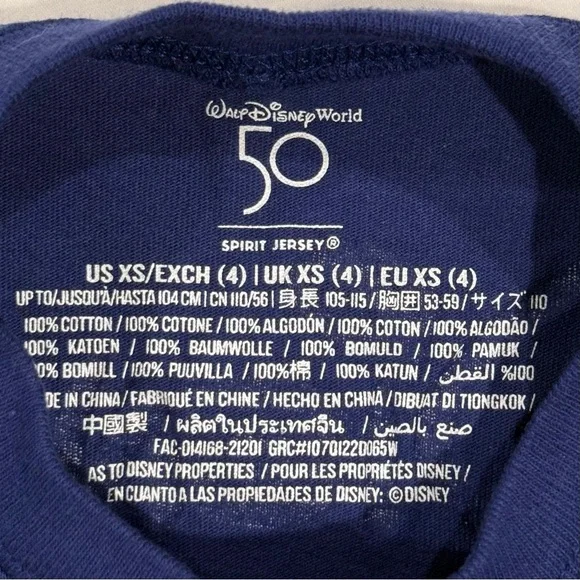 Walt Disney World
50
SPIRIT JERSEY®
US XS/EXCH (4) | UK XS (4) | EU XS (4)
UP TO/JUSQU'À/HASTA 104 CM | CN 110/56 | 身長 105-115 / 胸囲 53-59 / サイズ 110
100% COTTON / 100% COTONE / 100% ALGODÓN / 100% COTON / 100% ALGODÃO /
% KATOEN / 100% BAUMWOLLE / 100% BOMULD / 100% PAMUK /
% BOMULL / 100% PUUVILLA / 100%棉 / 100% KATUN / %100 القطن
DE IN CHINA / FABRIQUÉ EN CHINE / HECHO EN CHINA / DIBUAT DI TIONGKOK /
中國製 / ผลิตในประเทศจีน / صنع بالصين /
FAC-014168-21201 GRC#10701220065W
AS TO DISNEY PROPERTIES / POUR LES PROPRIÉTÉS DISNEY /
EN CUANTO A LAS PROPIEDADES DE DISNEY: © DISNEY